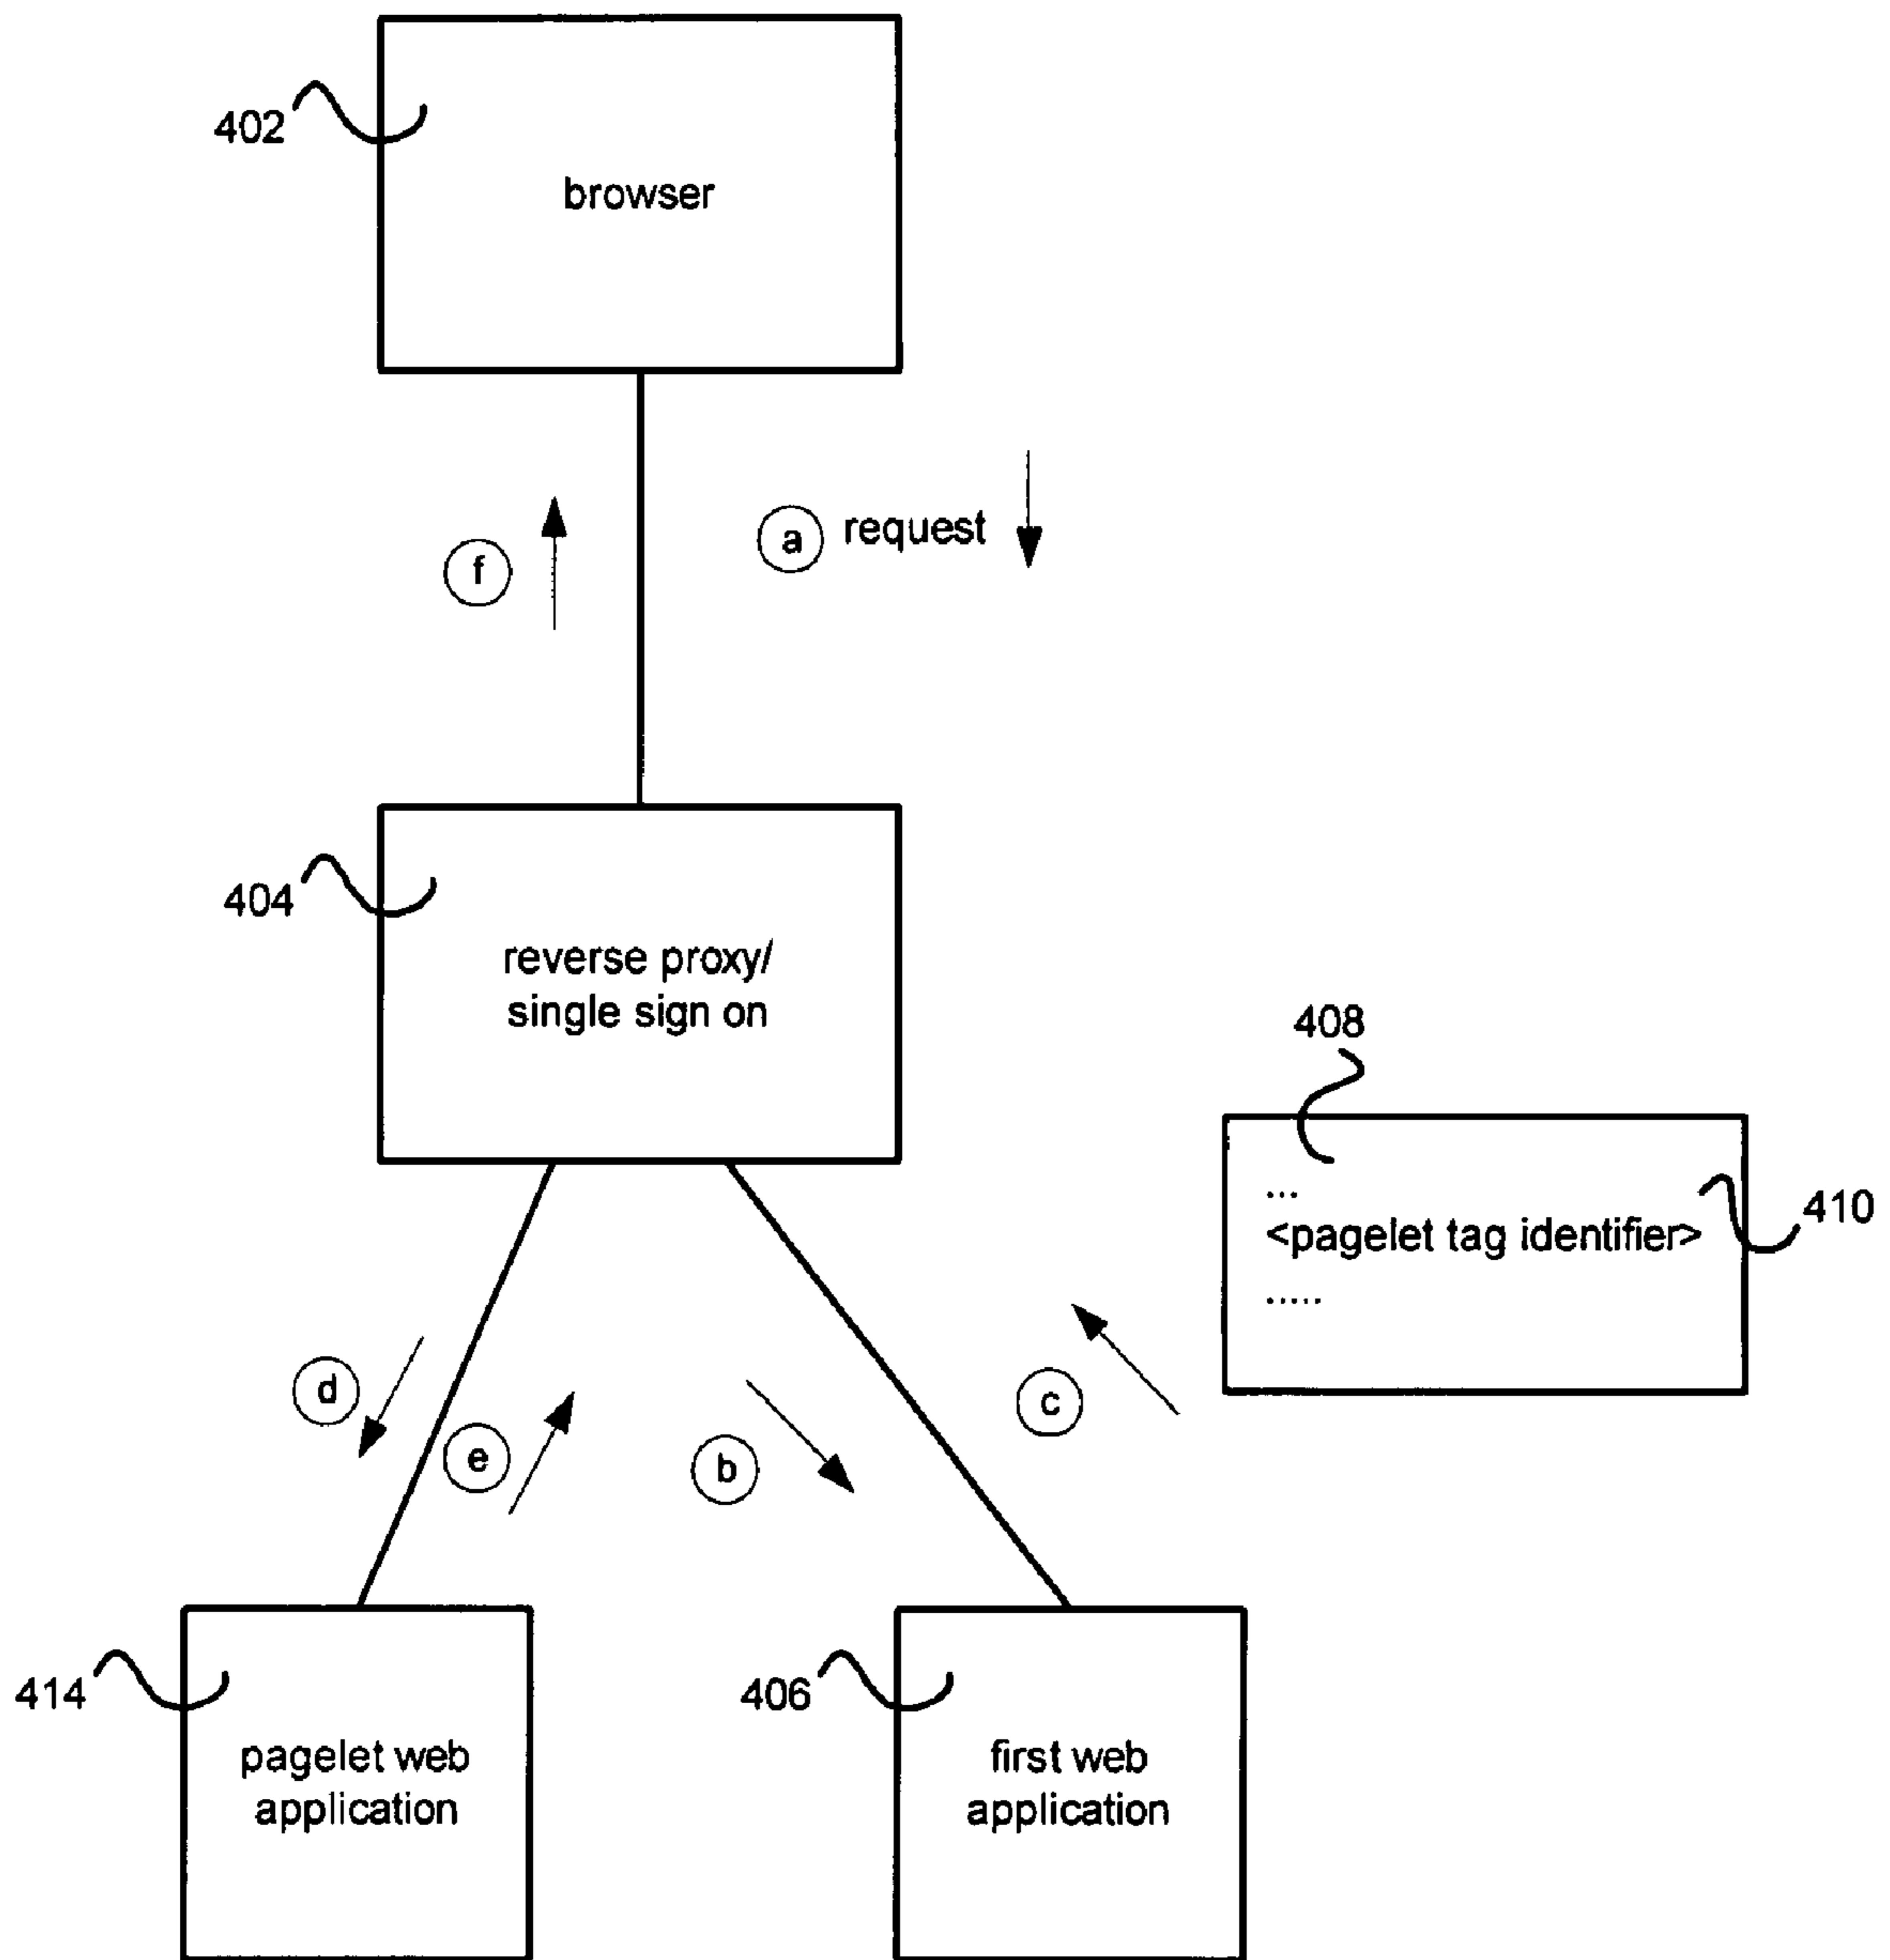 402
browser
f
a request
404
reverse proxy/
single sign on
408
...
<pagelet tag identifier>
.....
410
d
e
b
c
414
pagelet web
application
406
first web
application